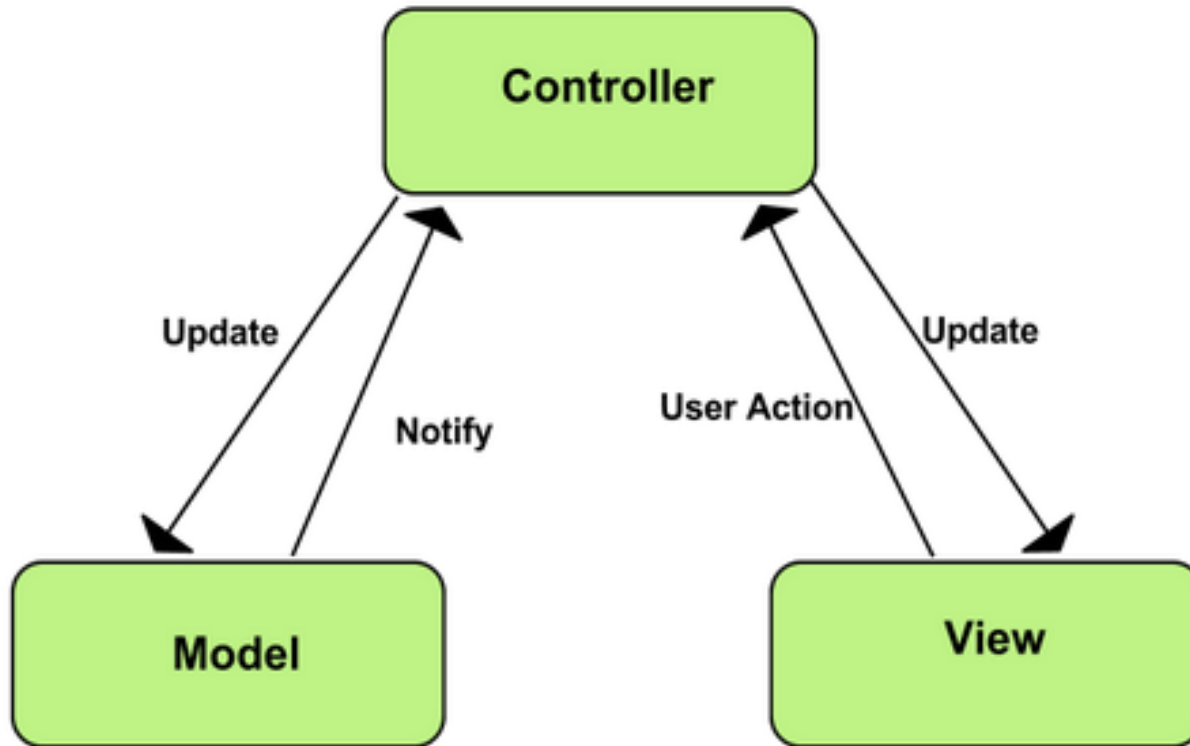 Controller
Update
Update
User Action
Notify
Model
View